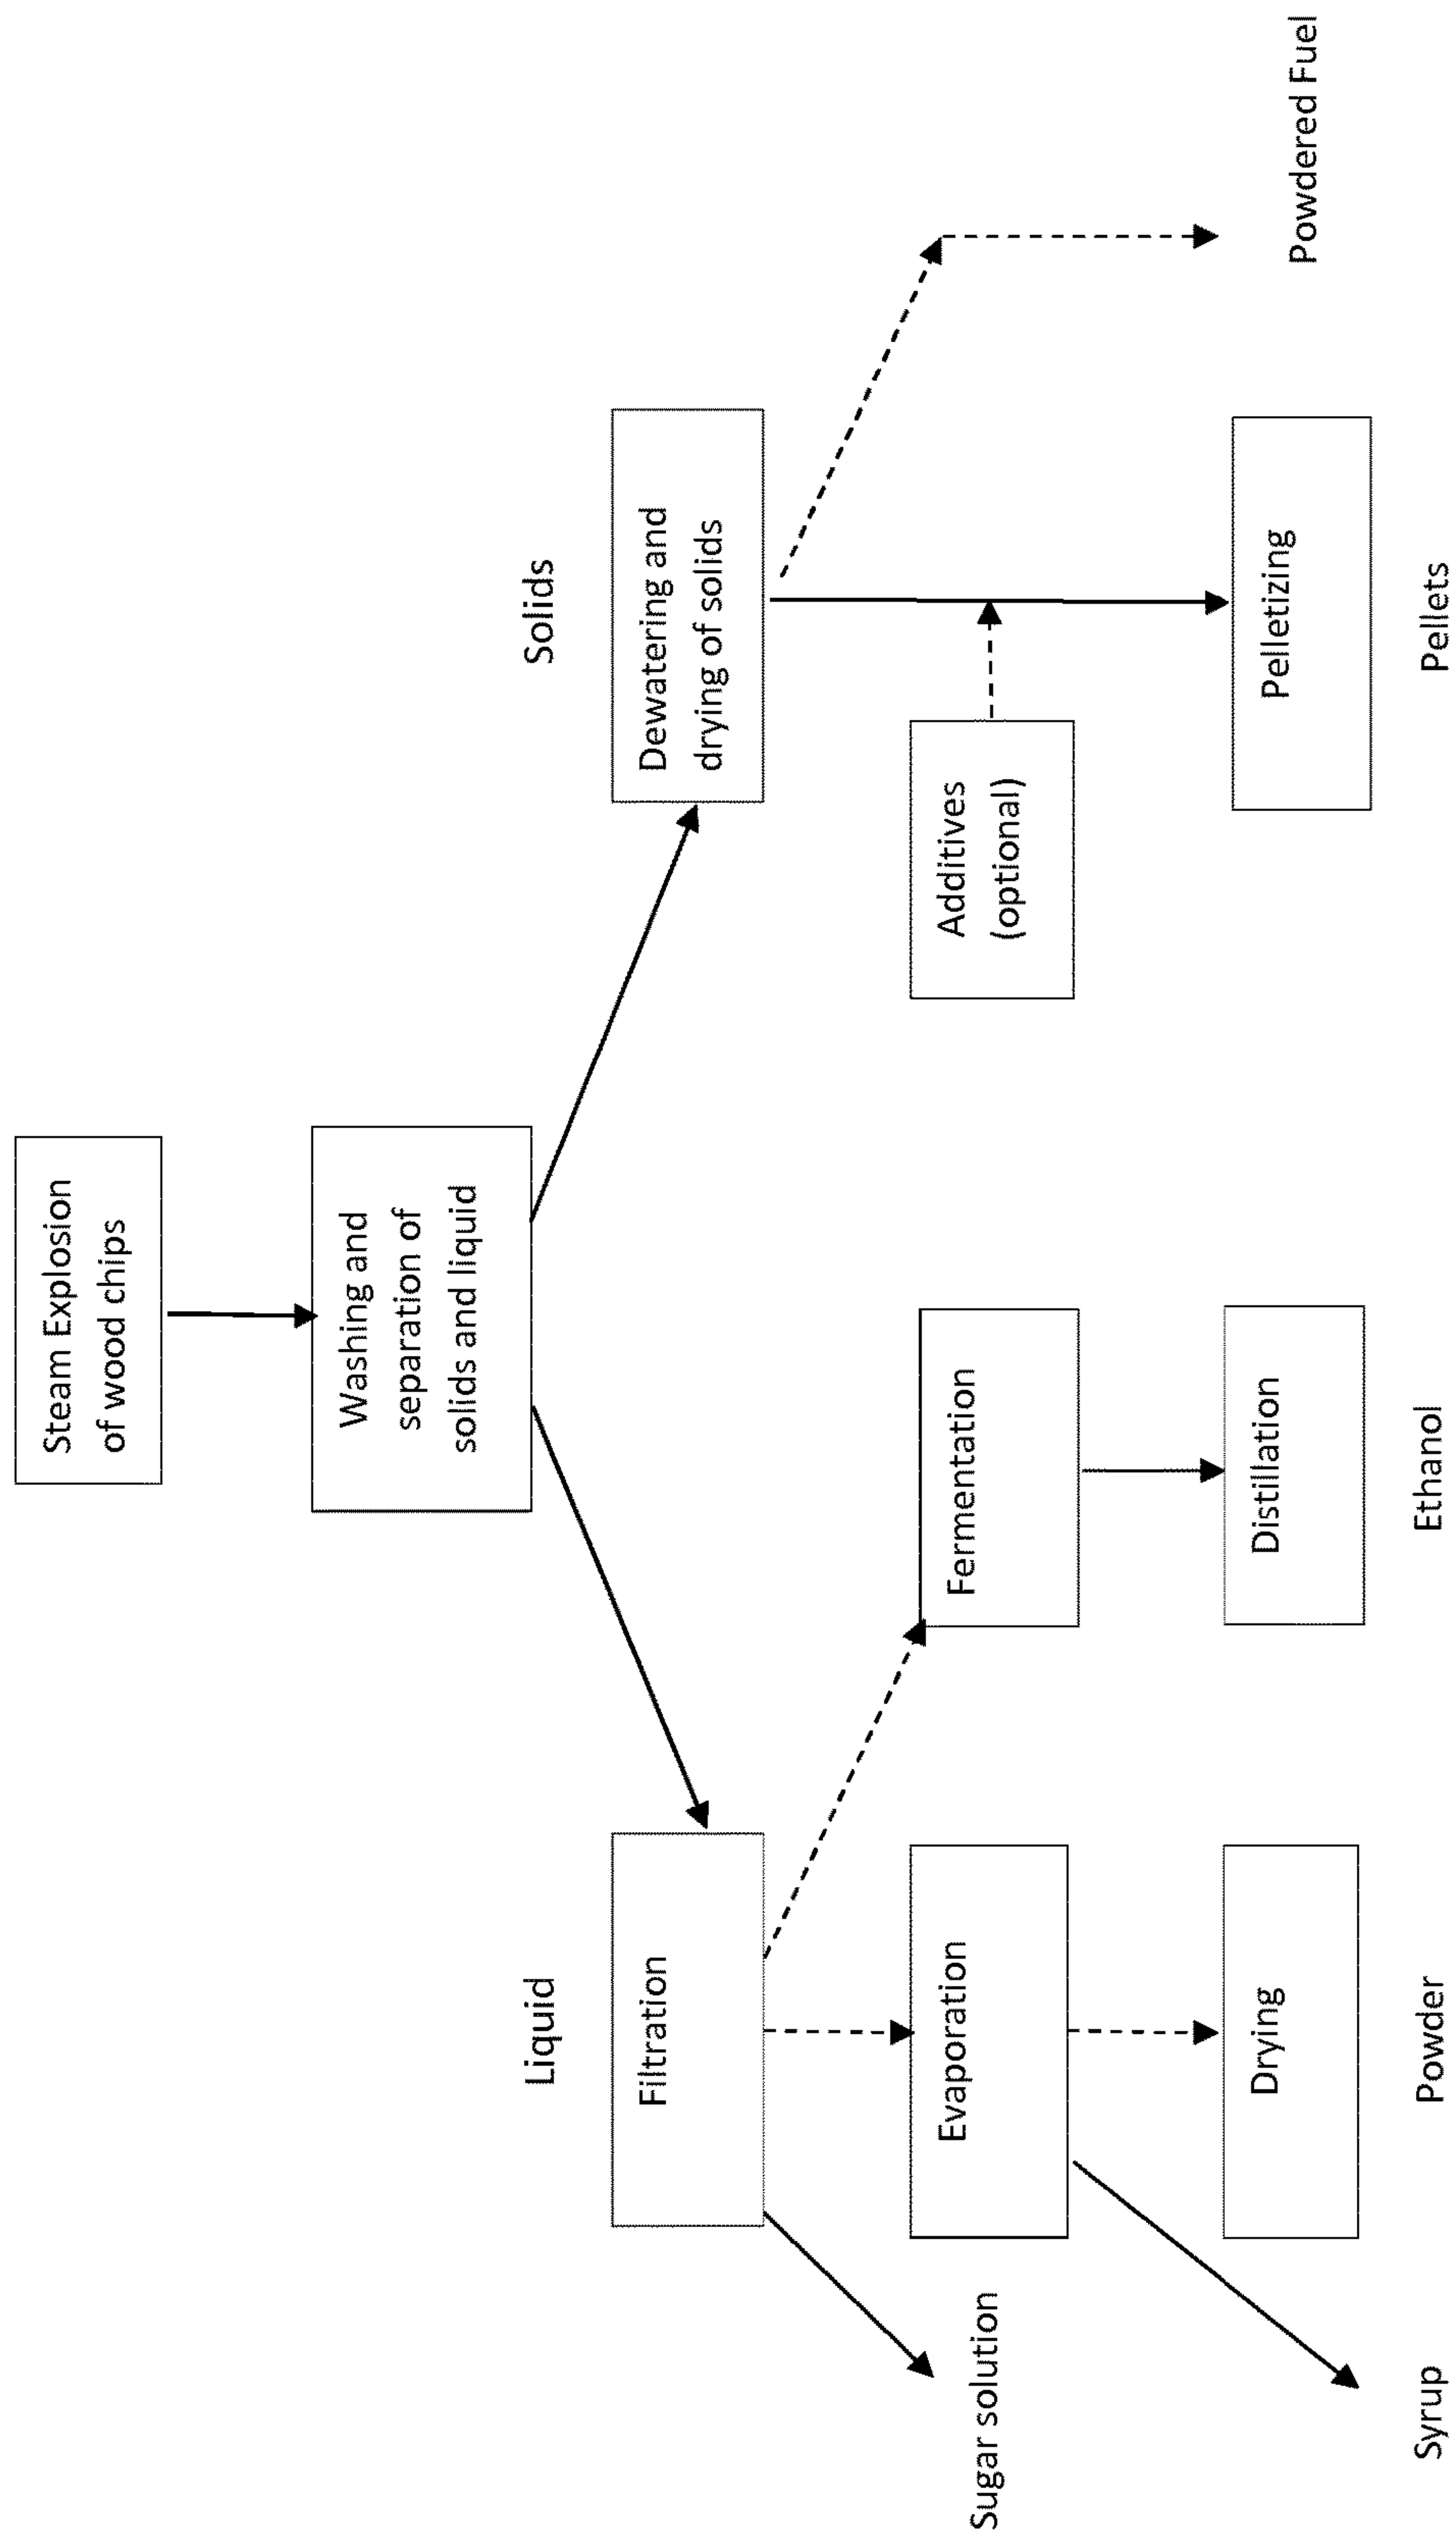 Steam Explosion
of wood chips
Washing and
separation of
solids and liquid
Liquid
Solids
Filtration
Dewatering and
drying of solids
Sugar solution
Evaporation
Fermentation
Additives
(optional)
Powdered Fuel
Drying
Distillation
Pelletizing
Syrup
Powder
Ethanol
Pellets